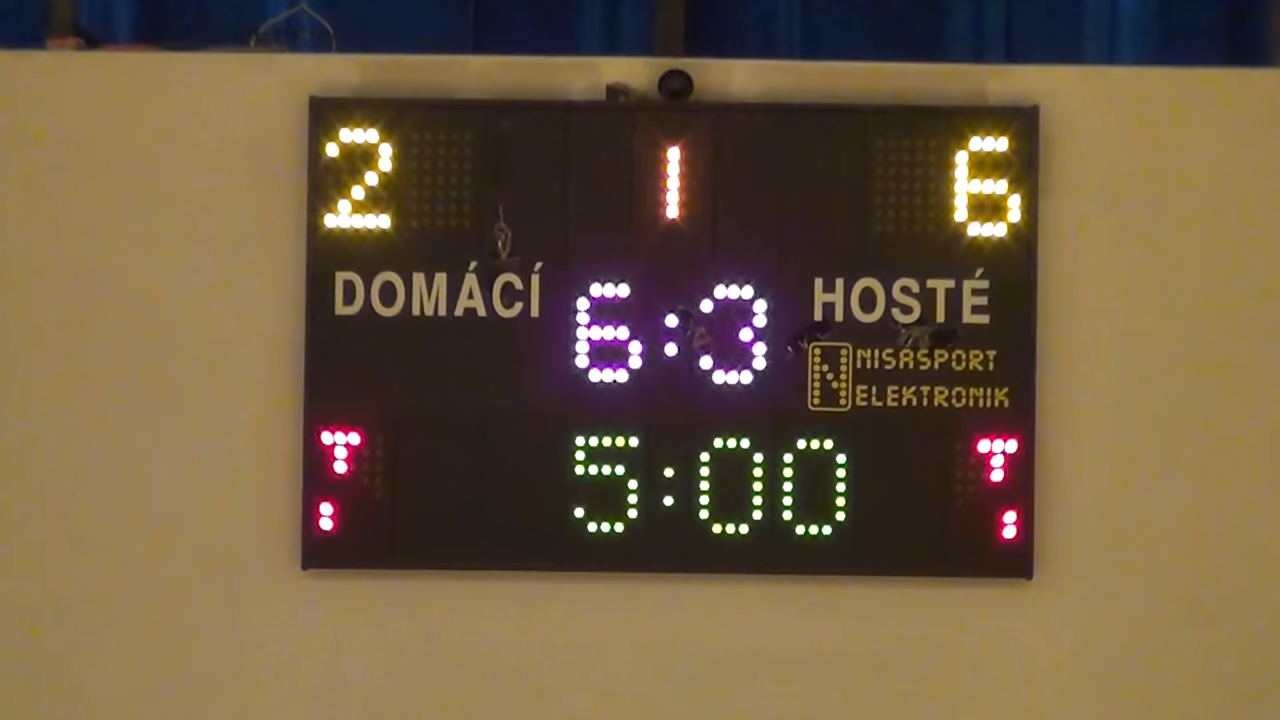 2 1 6
DOMÁCÍ 6:3 HOSTÉ
N NISASPORT
ELEKTRONIK
T 5:00 T
: :